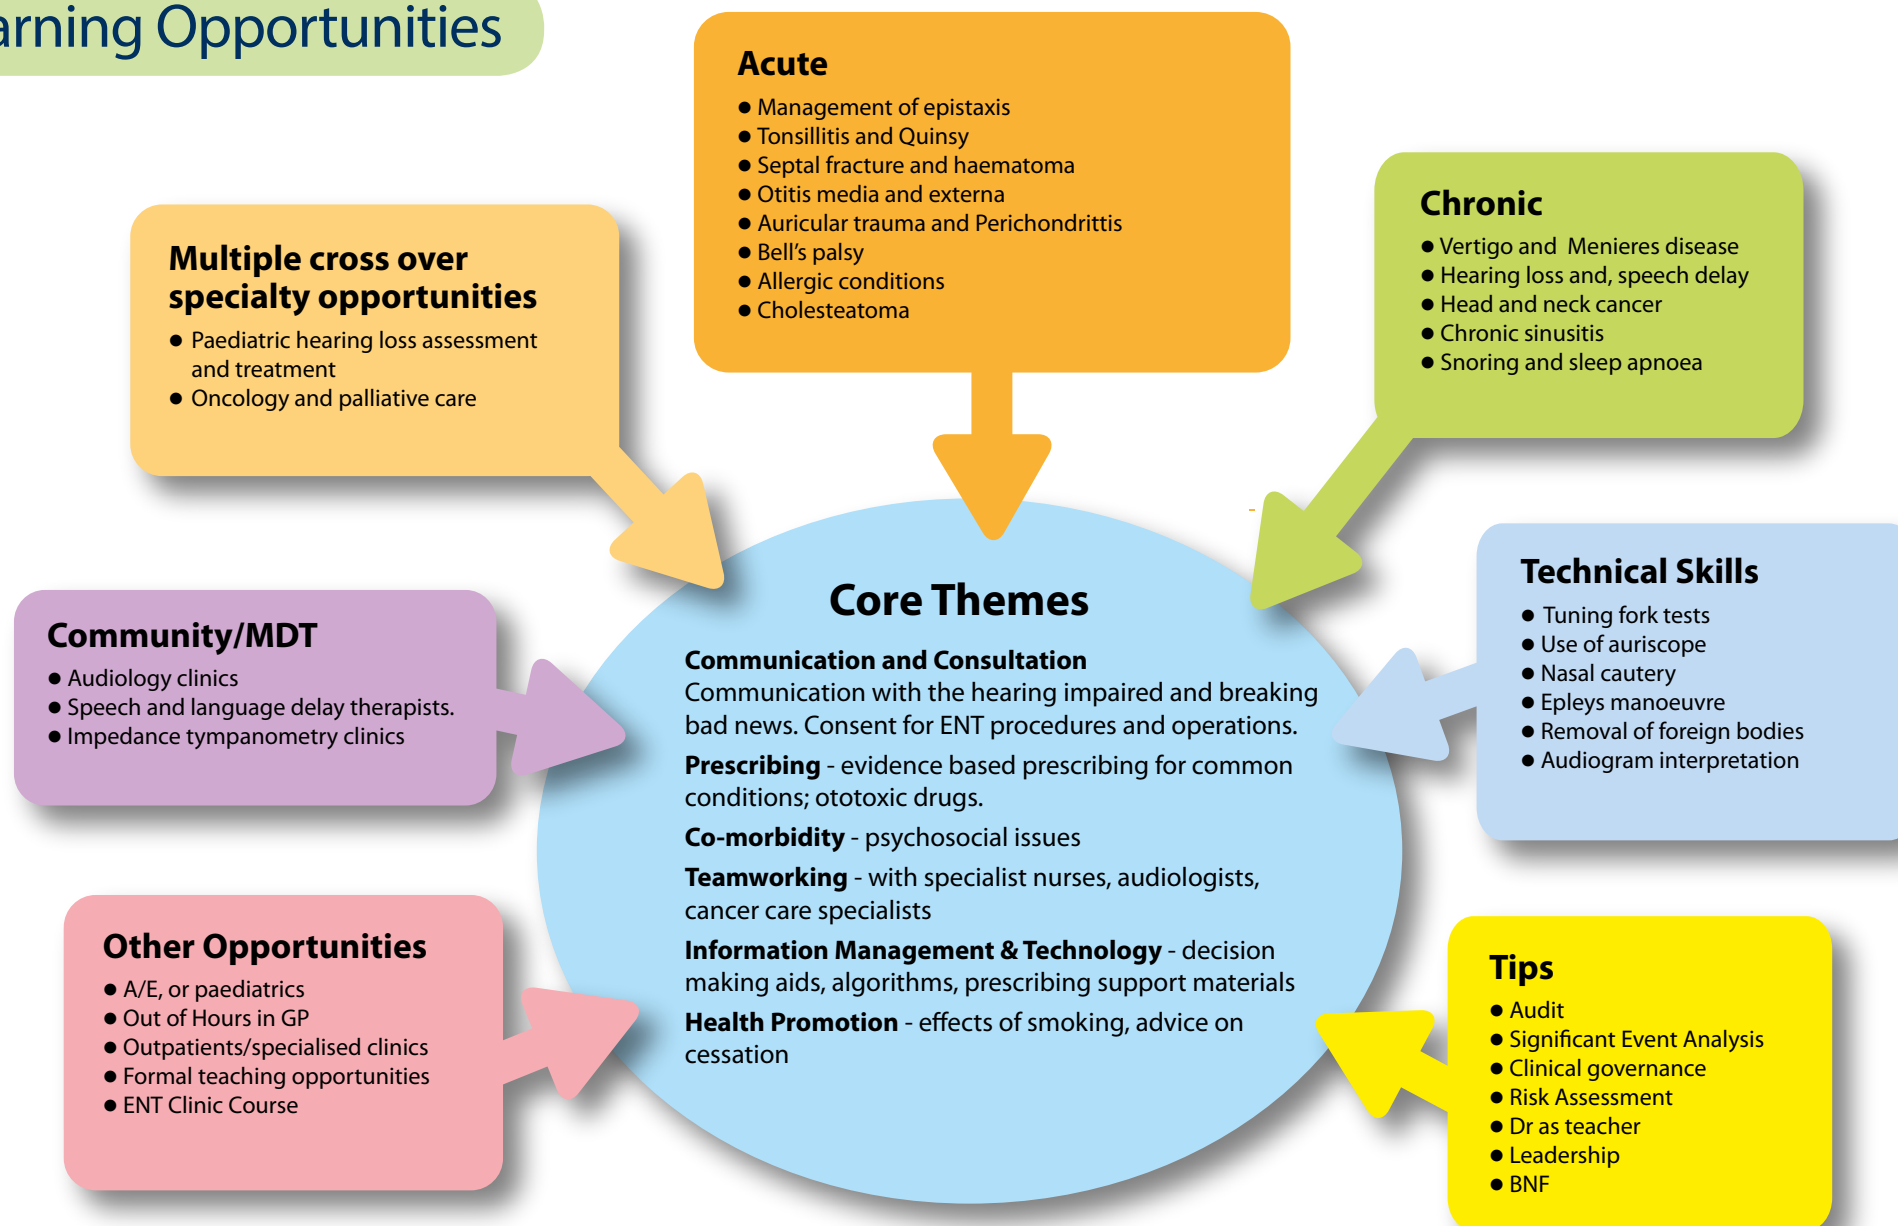 arning Opportunities
Acute
● Management of epistaxis
● Tonsillitis and Quinsy
● Septal fracture and haematoma
● Otitis media and externa
● Auricular trauma and Perichondrittis
● Bell's palsy
● Allergic conditions
● Cholesteatoma
Chronic
● Vertigo and Menieres disease
● Hearing loss and, speech delay
● Head and neck cancer
● Chronic sinusitis
● Snoring and sleep apnoea
Multiple cross over
specialty opportunities
● Paediatric hearing loss assessment
and treatment
● Oncology and palliative care
Technical Skills
● Tuning fork tests
● Use of auriscope
● Nasal cautery
● Epleys manoeuvre
● Removal of foreign bodies
● Audiogram interpretation
Community/MDT
● Audiology clinics
● Speech and language delay therapists.
● Impedance tympanometry clinics
Core Themes
Communication and Consultation
Communication with the hearing impaired and breaking
bad news. Consent for ENT procedures and operations.
Prescribing - evidence based prescribing for common
conditions; ototoxic drugs.
Co-morbidity - psychosocial issues
Teamworking - with specialist nurses, audiologists,
cancer care specialists
Information Management & Technology - decision
making aids, algorithms, prescribing support materials
Health Promotion - effects of smoking, advice on
cessation
Other Opportunities
● A/E, or paediatrics
● Out of Hours in GP
● Outpatients/specialised clinics
● Formal teaching opportunities
● ENT Clinic Course
Tips
● Audit
● Significant Event Analysis
● Clinical governance
● Risk Assessment
● Dr as teacher
● Leadership
● BNF